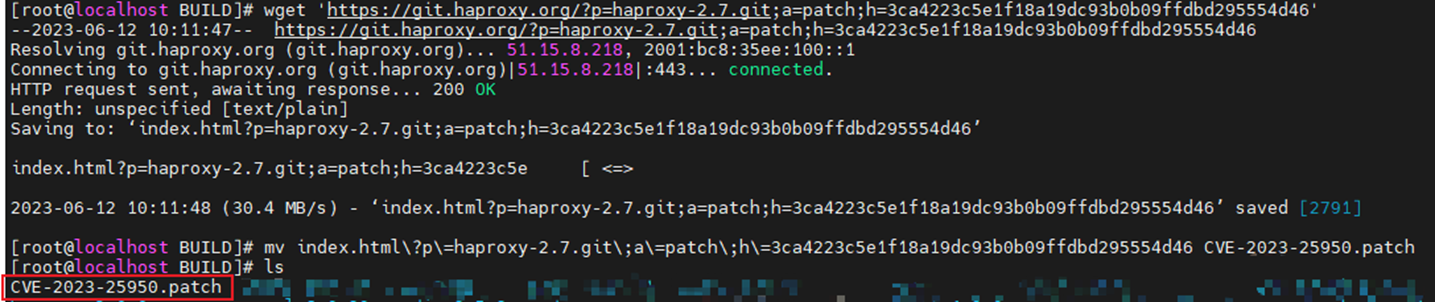 [root@localhost BUILD]# wget 'https://git.haproxy.org/?p=haproxy-2.7.git;a=patch;h=3ca4223c5e1f18a19dc93b0b09ffdbd295554d46'
--2023-06-12 10:11:47--  https://git.haproxy.org/?p=haproxy-2.7.git;a=patch;h=3ca4223c5e1f18a19dc93b0b09ffdbd295554d46
Resolving git.haproxy.org (git.haproxy.org)... 51.15.8.218, 2001:bc8:35ee:100::1
Connecting to git.haproxy.org (git.haproxy.org)|51.15.8.218|:443... connected.
HTTP request sent, awaiting response... 200 OK
Length: unspecified [text/plain]
Saving to: ‘index.html?p=haproxy-2.7.git;a=patch;h=3ca4223c5e1f18a19dc93b0b09ffdbd295554d46’
index.html?p=haproxy-2.7.git;a=patch;h=3ca4223c5e     [ <=>
2023-06-12 10:11:48 (30.4 MB/s) - ‘index.html?p=haproxy-2.7.git;a=patch;h=3ca4223c5e1f18a19dc93b0b09ffdbd295554d46’ saved [2791]
[root@localhost BUILD]# mv index.html\?p\=haproxy-2.7.git\;a\=patch\;h\=3ca4223c5e1f18a19dc93b0b09ffdbd295554d46 CVE-2023-25950.patch
[root@localhost BUILD]# ls
CVE-2023-25950.patch